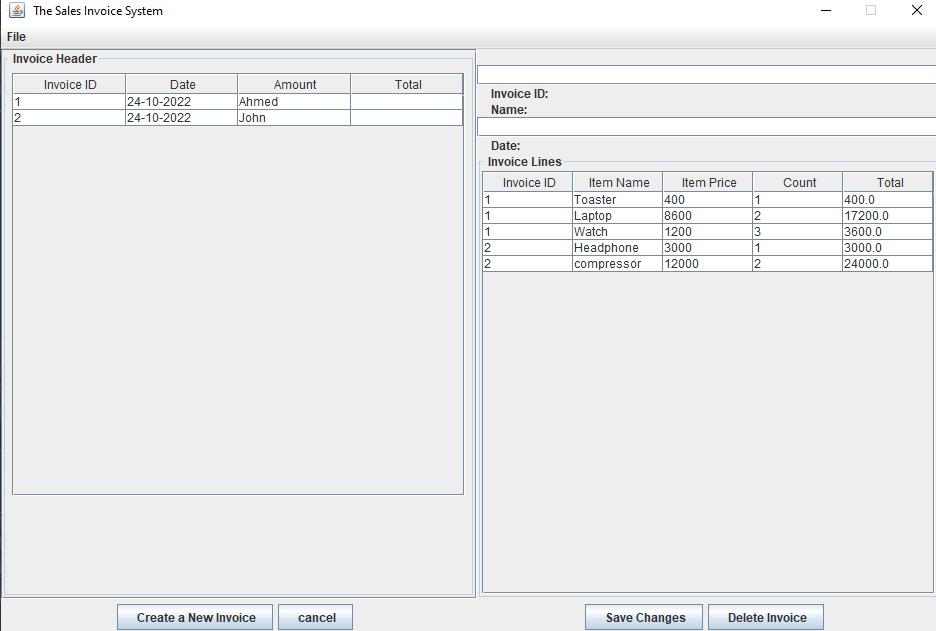 The Sales Invoice System
File
Invoice Header
Invoice ID Date Amount Total
1 24-10-2022 Ahmed
2 24-10-2022 John
Invoice ID:
Name:
Date:
Invoice Lines
Invoice ID Item Name Item Price Count Total
1 Toaster 400 1 400.0
1 Laptop 8600 2 17200.0
1 Watch 1200 3 3600.0
2 Headphone 3000 1 3000.0
2 compressor 12000 2 24000.0
Create a New Invoice cancel Save Changes Delete Invoice